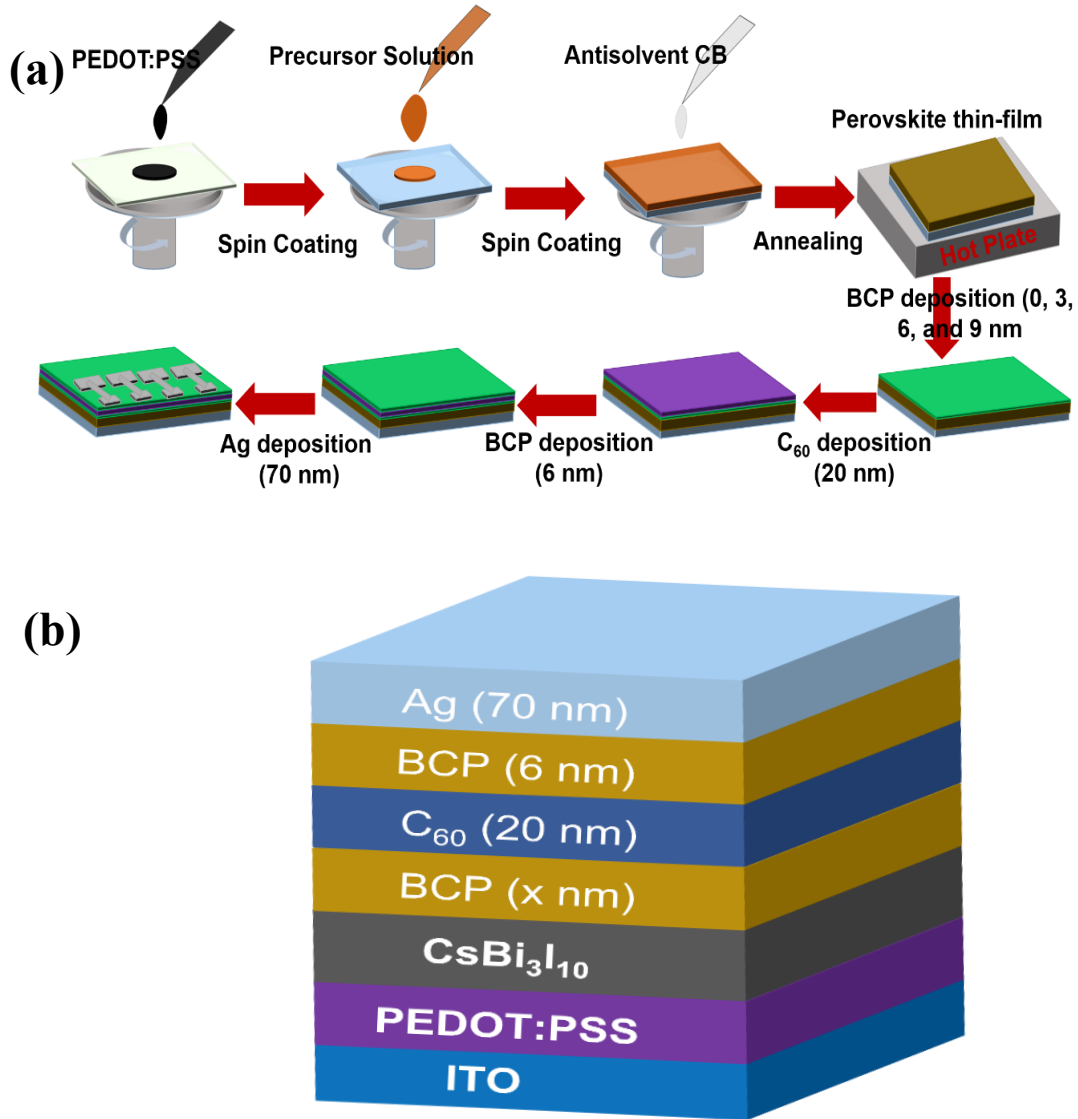 (a)
PEDOT:PSS
Precursor Solution
Antisolvent CB
Perovskite thin-film
Spin Coating
Spin Coating
Annealing
Hot Plate
BCP deposition (0, 3,
6, and 9 nm
Ag deposition
(70 nm)
BCP deposition
(6 nm)
C₆₀ deposition
(20 nm)
(b)
Ag (70 nm)
BCP (6 nm)
C₆₀ (20 nm)
BCP (x nm)
CsBi₃I₁₀
PEDOT:PSS
ITO